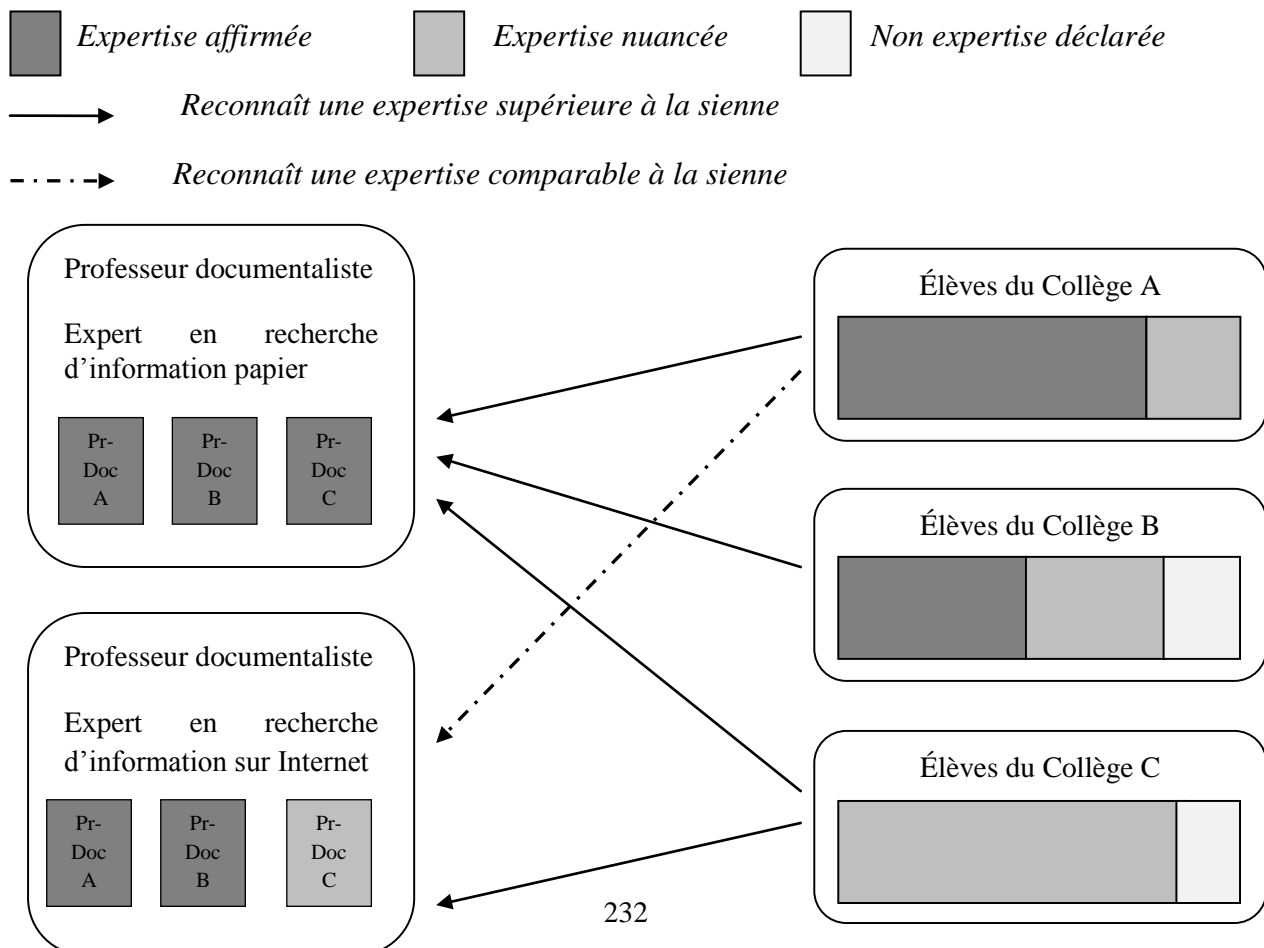 Expertise affirmée
Expertise nuancée
Non expertise déclarée
Reconnaît une expertise supérieure à la sienne
Reconnaît une expertise comparable à la sienne
Professeur documentaliste
Expert en recherche
d'information papier
Pr-
Doc
A
Pr-
Doc
B
Pr-
Doc
C
Professeur documentaliste
Expert en recherche
d'information sur Internet
Pr-
Doc
A
Pr-
Doc
B
Pr-
Doc
C
Élèves du Collège A
Élèves du Collège B
Élèves du Collège C
232